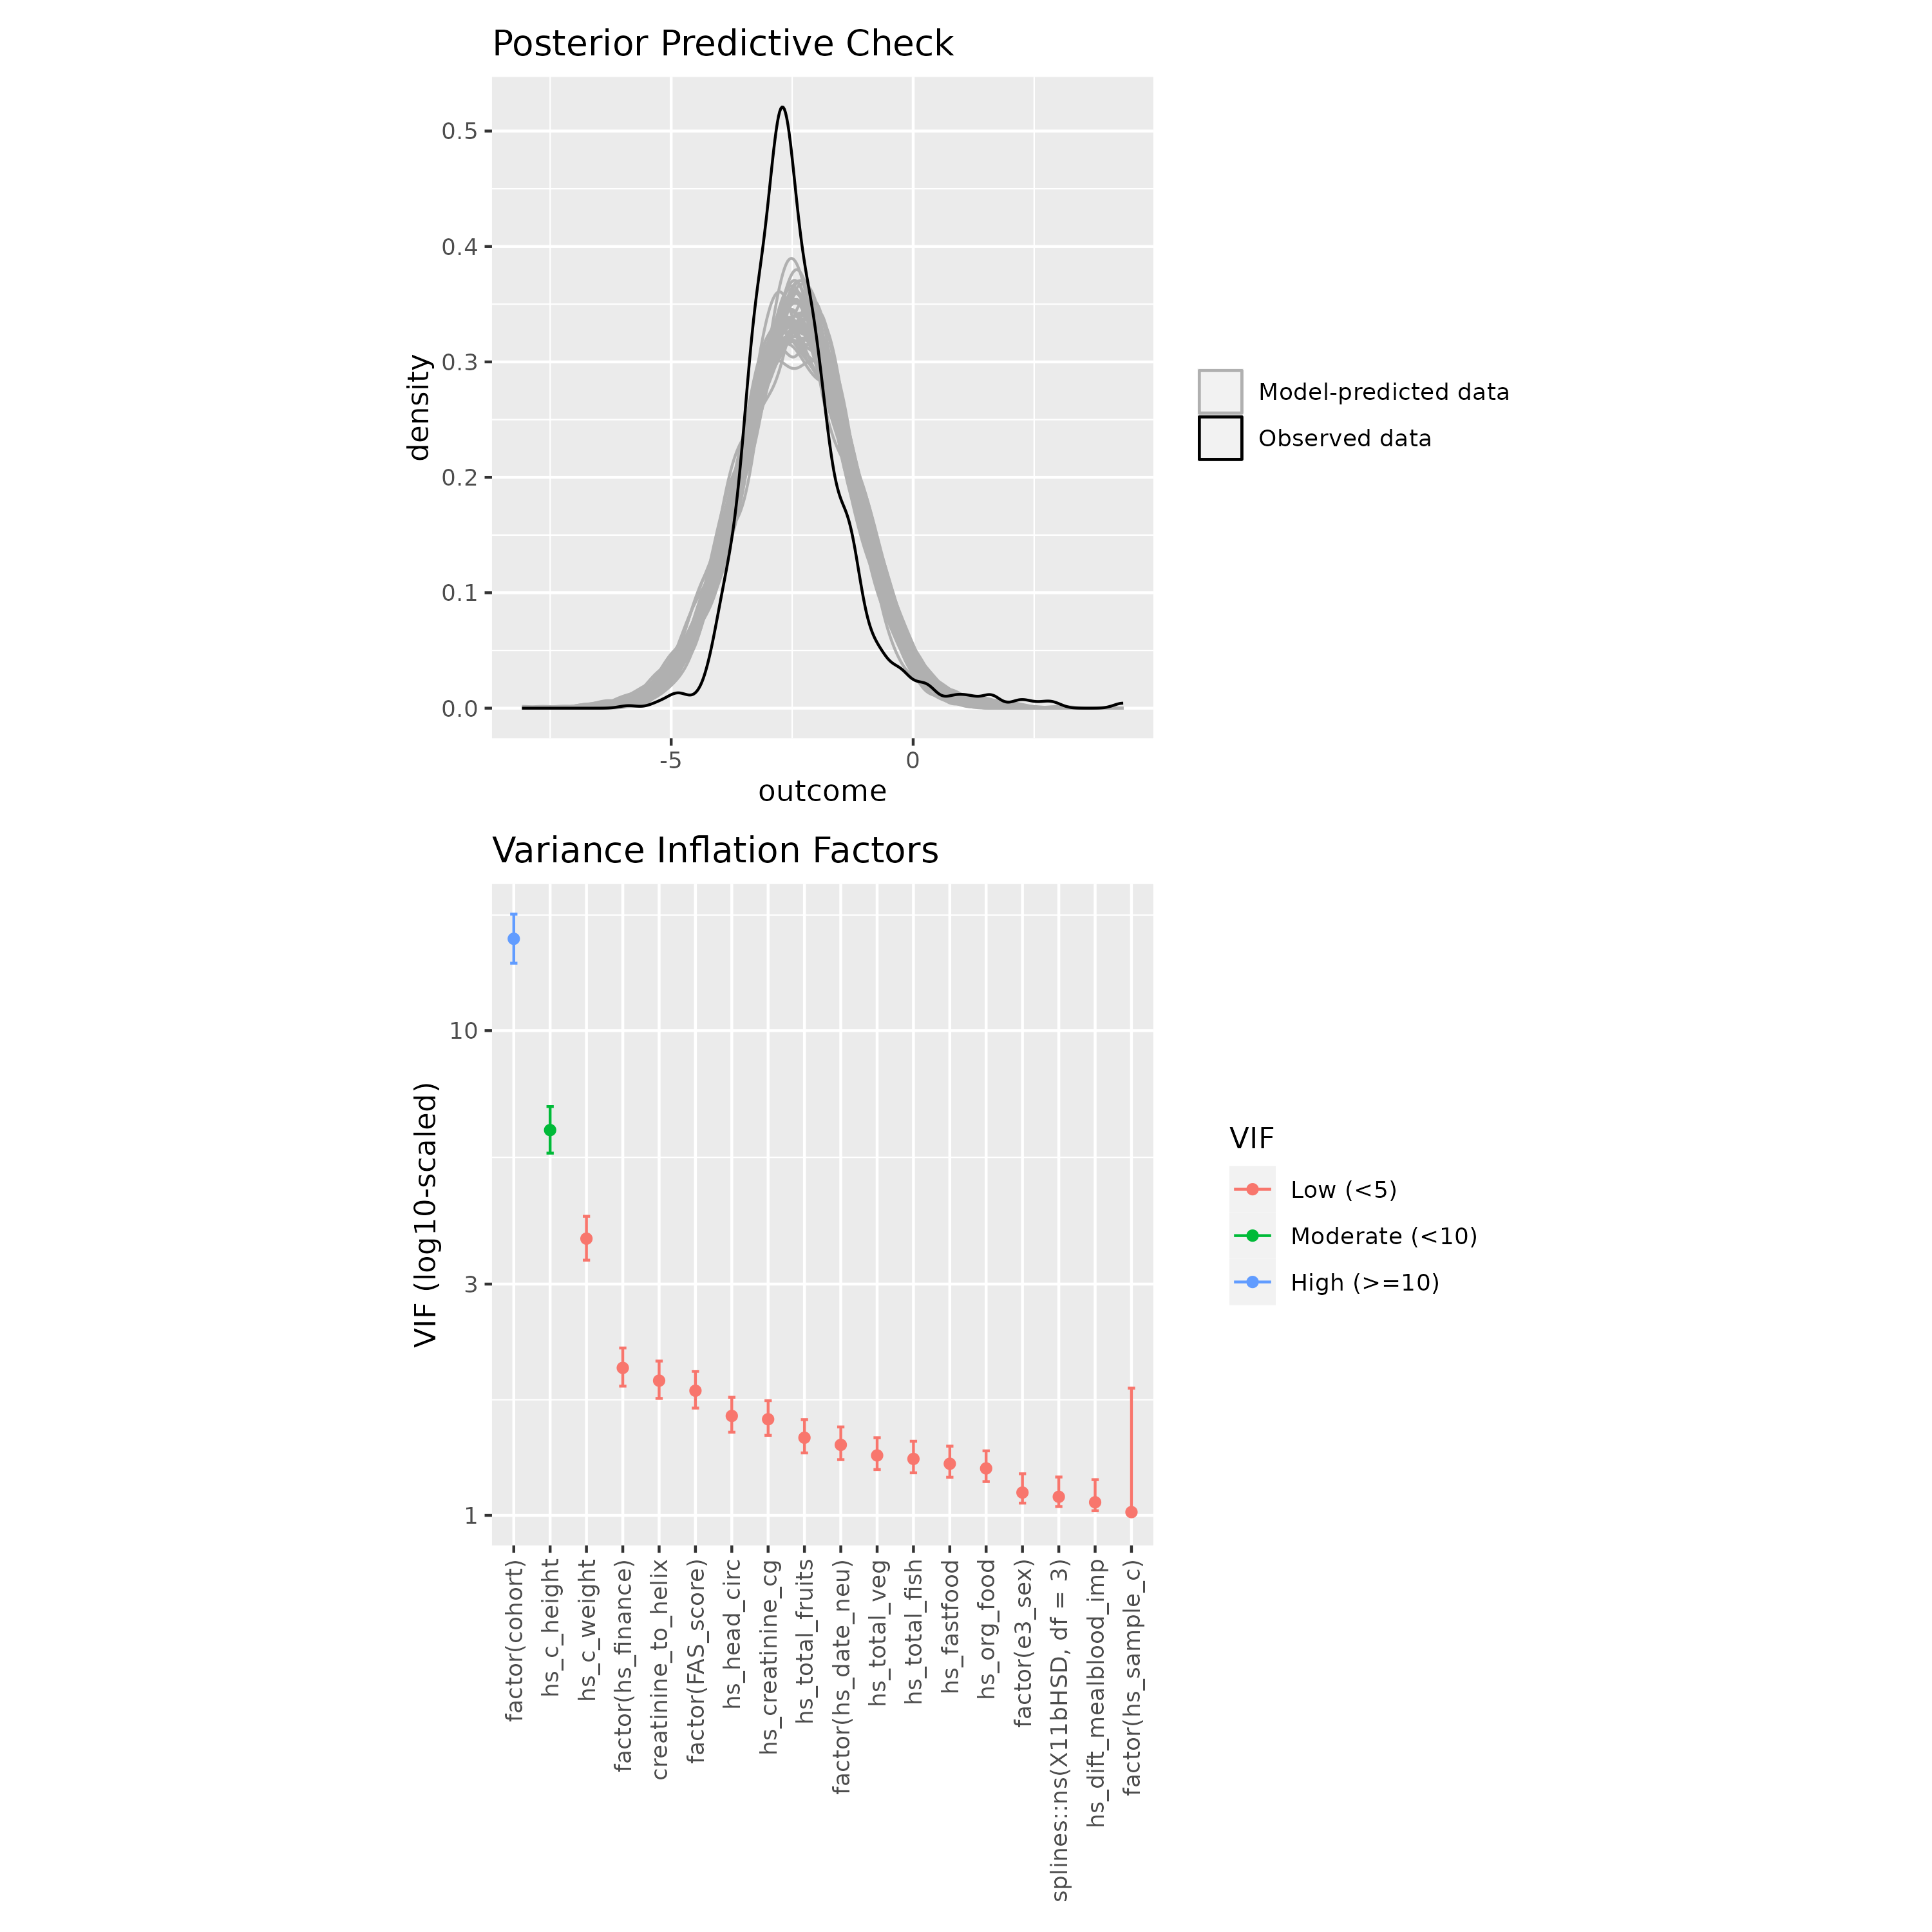 Posterior Predictive Check
0.5
0.4
0.3
0.2
0.1
0.0
density
-5
0
outcome
Model-predicted data
Observed data
Variance Inflation Factors
10
3
1
VIF (log10-scaled)
factor(cohort)
hs_c_height
hs_c_weight
factor(hs_finance)
creatinine_to_helix
factor(FAS_score)
hs_head_circ
hs_creatinine_cg
hs_total_fruits
factor(hs_date_neu)
hs_total_veg
hs_total_fish
hs_fastfood
hs_org_food
factor(e3_sex)
splines::ns(X11bHSD, df = 3)
hs_dift_mealblood_imp
factor(hs_sample_c)
VIF
Low (<5)
Moderate (<10)
High (>=10)